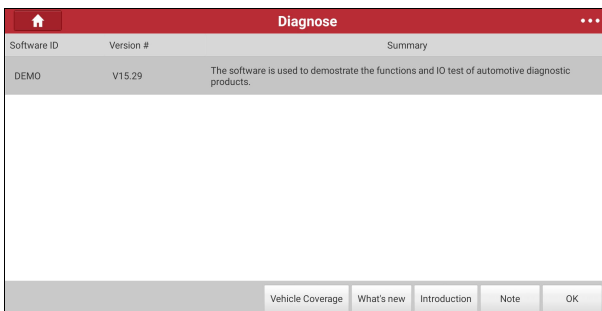 Diagnose
Software ID Version # Summary
DEMO V15.29 The software is used to demostrate the functions and IO test of automotive diagnostic
products.
Vehicle Coverage What's new Introduction Note OK